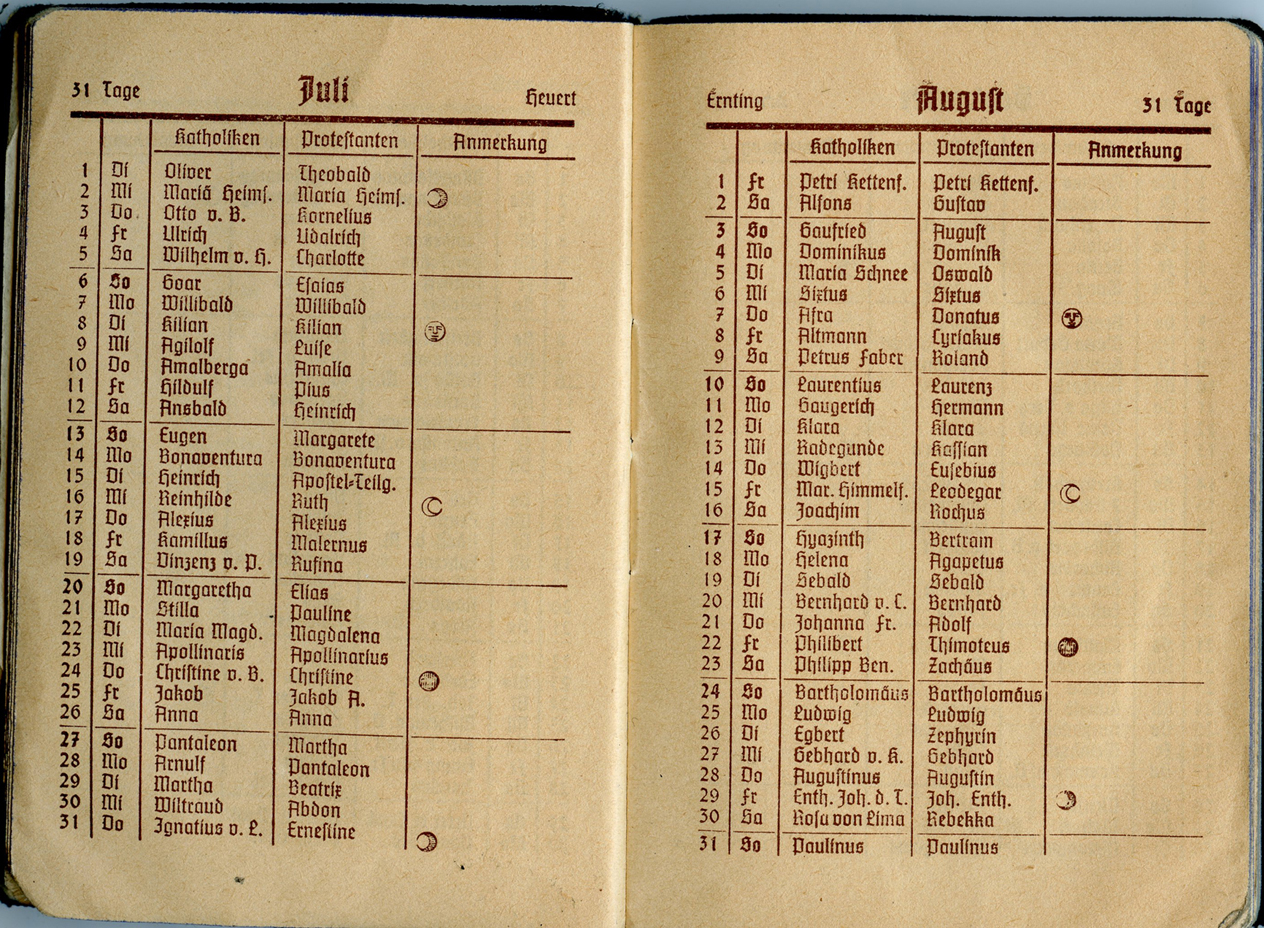 31 Tage Juli Heuert
Katholiken Protestanten Anmerkung
1 Di Oliver Theobald
2 Mi Mariä Heims. Maria Heims.
3 Do. Otto v. B. Kornelius
4 Fr Ulrich Udalrich
5 Sa Wilhelm v. H. Charlotte
6 So Goar Esaias
7 Mo Willibald Willibald
8 Di Kilian Kilian
9 Mi Agilolf Luise
10 Do Amalberga Amalia
11 Fr Hildulf Pius
12 Sa Ansbald Heinrich
13 So Eugen Margarete
14 Mo Bonaventura Bonaventura
15 Di Heinrich Apostel-Teilg.
16 Mi Reinhilde Ruth
17 Do Alexius Alexius
18 Fr Kamillus Maternus
19 Sa Vinzenz v. P. Rufina
20 So Margaretha Elias
21 Mo Stilla Pauline
22 Di Maria Magd. Magdalena
23 Mi Apollinaris Apollinarius
24 Do Christine v. B. Christine
25 Fr Jakob Jakob A.
26 Sa Anna Anna
27 So Pantaleon Martha
28 Mo Arnulf Pantaleon
29 Di Martha Beatrix
30 Mi Wiltraud Abdon
31 Do Ignatius v. L. Ernestine
Ernting August 31 Tage
Katholiken Protestanten Anmerkung
1 Fr Petri Kettenf. Petri Kettenf.
2 Sa Alfons Gustav
3 So Gaufried August
4 Mo Dominikus Dominik
5 Di Maria Schnee Oswald
6 Mi Sixtus Sixtus
7 Do Afra Donatus
8 Fr Altmann Cyriakus
9 Sa Petrus Faber Roland
10 So Laurentius Laurenz
11 Mo Gaugerich Hermann
12 Di Klara Klara
13 Mi Radegunde Kassian
14 Do Wigbert Eusebius
15 Fr Mar. Himmelf. Leodegar
16 Sa Joachim Rochus
17 So Hyazinth Bertram
18 Mo Helena Agapetus
19 Di Sebald Sebald
20 Mi Bernhard v. C. Bernhard
21 Do Johanna Fr. Adolf
22 Fr Philibert Thimoteus
23 Sa Philipp Ben. Zachäus
24 So Bartholomäus Bartholomäus
25 Mo Ludwig Ludwig
26 Di Egbert Zephyrin
27 Mi Gebhard v. K. Gebhard
28 Do Augustinus Augustin
29 Fr Enth. Joh. d. T. Joh. Enth.
30 Sa Rosa von Lima Rebekka
31 So Paulinus Paulinus